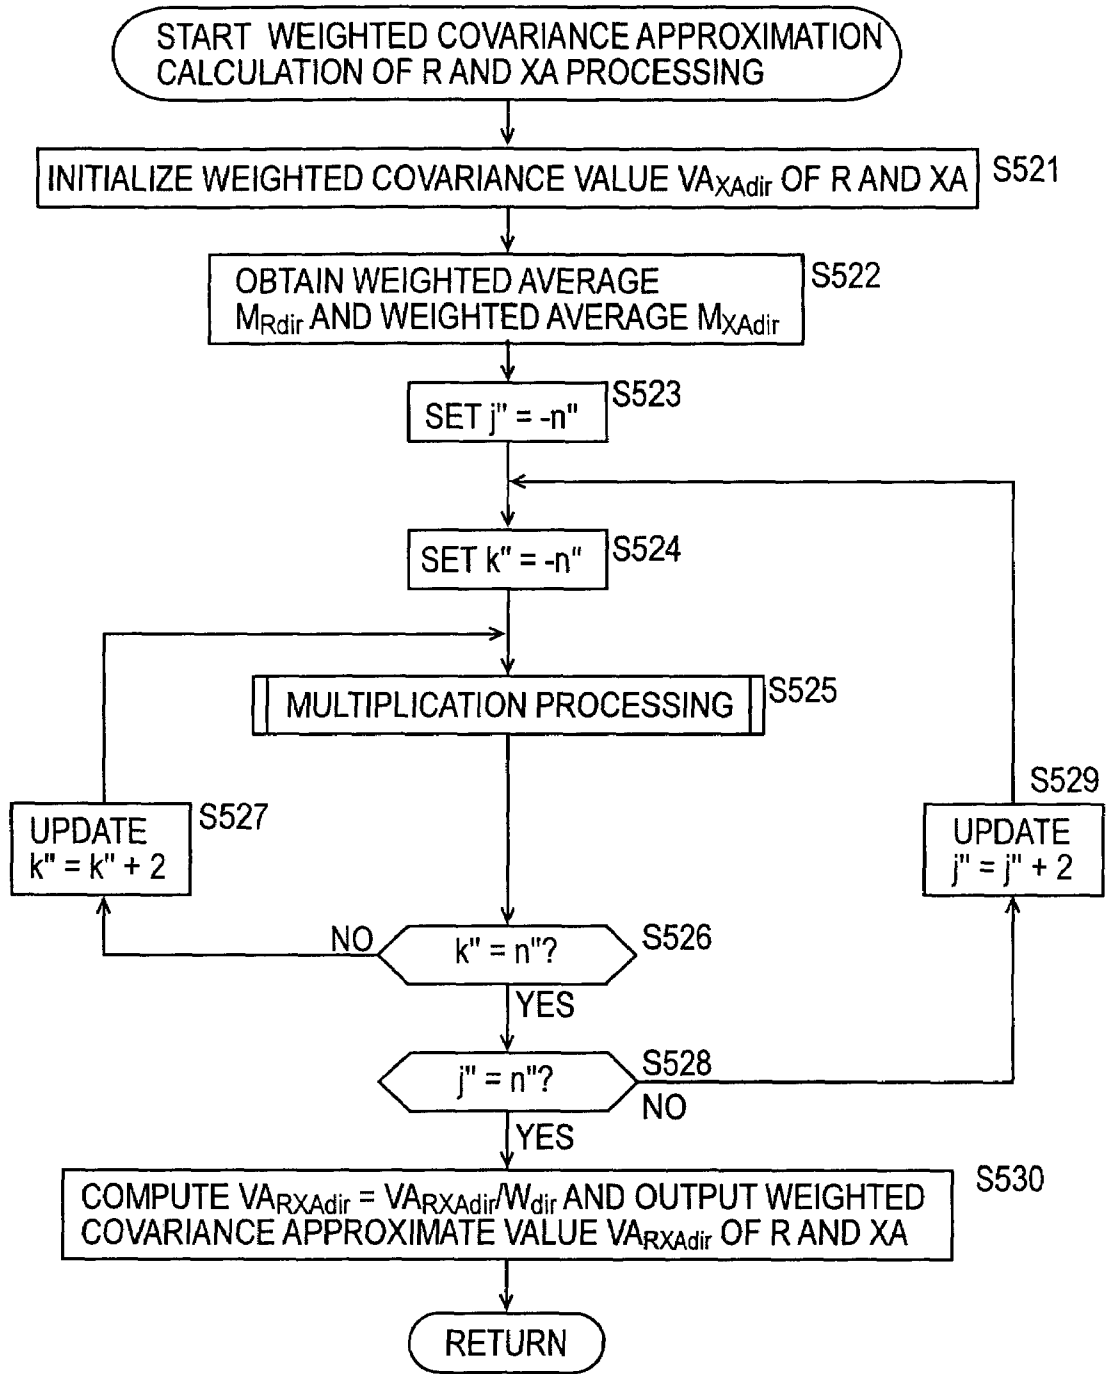 START WEIGHTED COVARIANCE APPROXIMATION
CALCULATION OF R AND XA PROCESSING
INITIALIZE WEIGHTED COVARIANCE VALUE VAXAdir OF R AND XA
S521
OBTAIN WEIGHTED AVERAGE
MRdir AND WEIGHTED AVERAGE MXAdir
S522
SET j" = -n"
S523
SET k" = -n"
S524
MULTIPLICATION PROCESSING
S525
UPDATE
k" = k" + 2
S527
UPDATE
j" = j" + 2
S529
NO
k" = n"?
S526
YES
j" = n"?
S528
NO
YES
COMPUTE VARXAdir = VARXAdir/Wdir AND OUTPUT WEIGHTED
COVARIANCE APPROXIMATE VALUE VARXAdir OF R AND XA
S530
RETURN